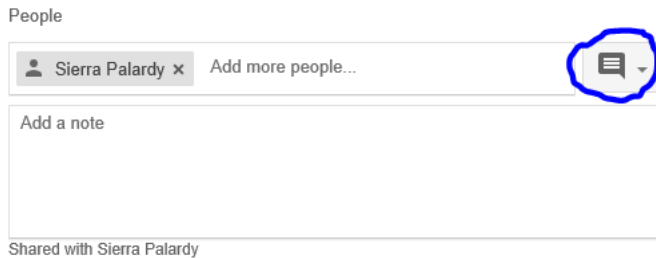 People
Sierra Palardy × Add more people...
Add a note
Shared with Sierra Palardy